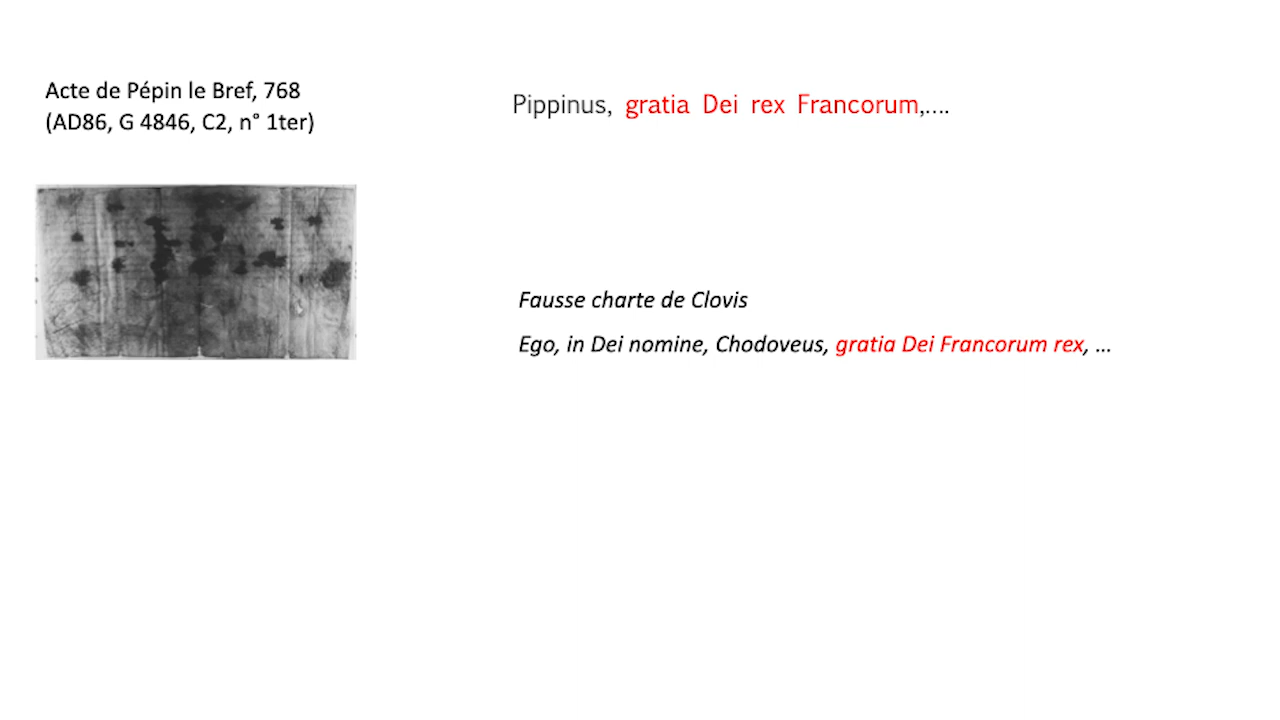 Acte de Pépin le Bref, 768
(AD86, G 4846, C2, n° 1ter)
Pippinus, gratia Dei rex Francorum,....
Fausse charte de Clovis
Ego, in Dei nomine, Chodoveus, gratia Dei Francorum rex, ...